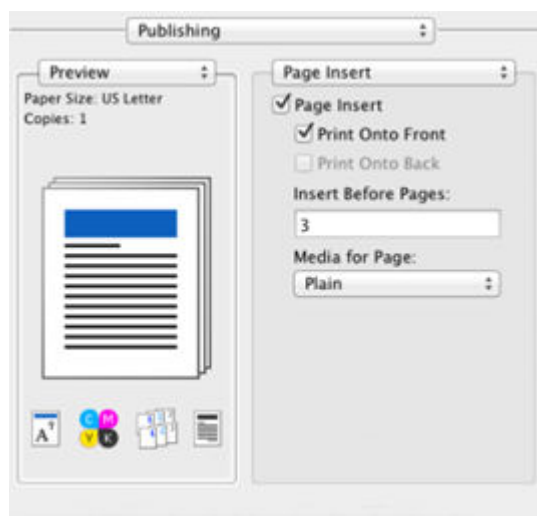 Publishing
Preview
Paper Size: US Letter
Copies: 1
A
C M
Y K
Page Insert
Page Insert
Print Onto Front
Print Onto Back
Insert Before Pages:
3
Media for Page:
Plain